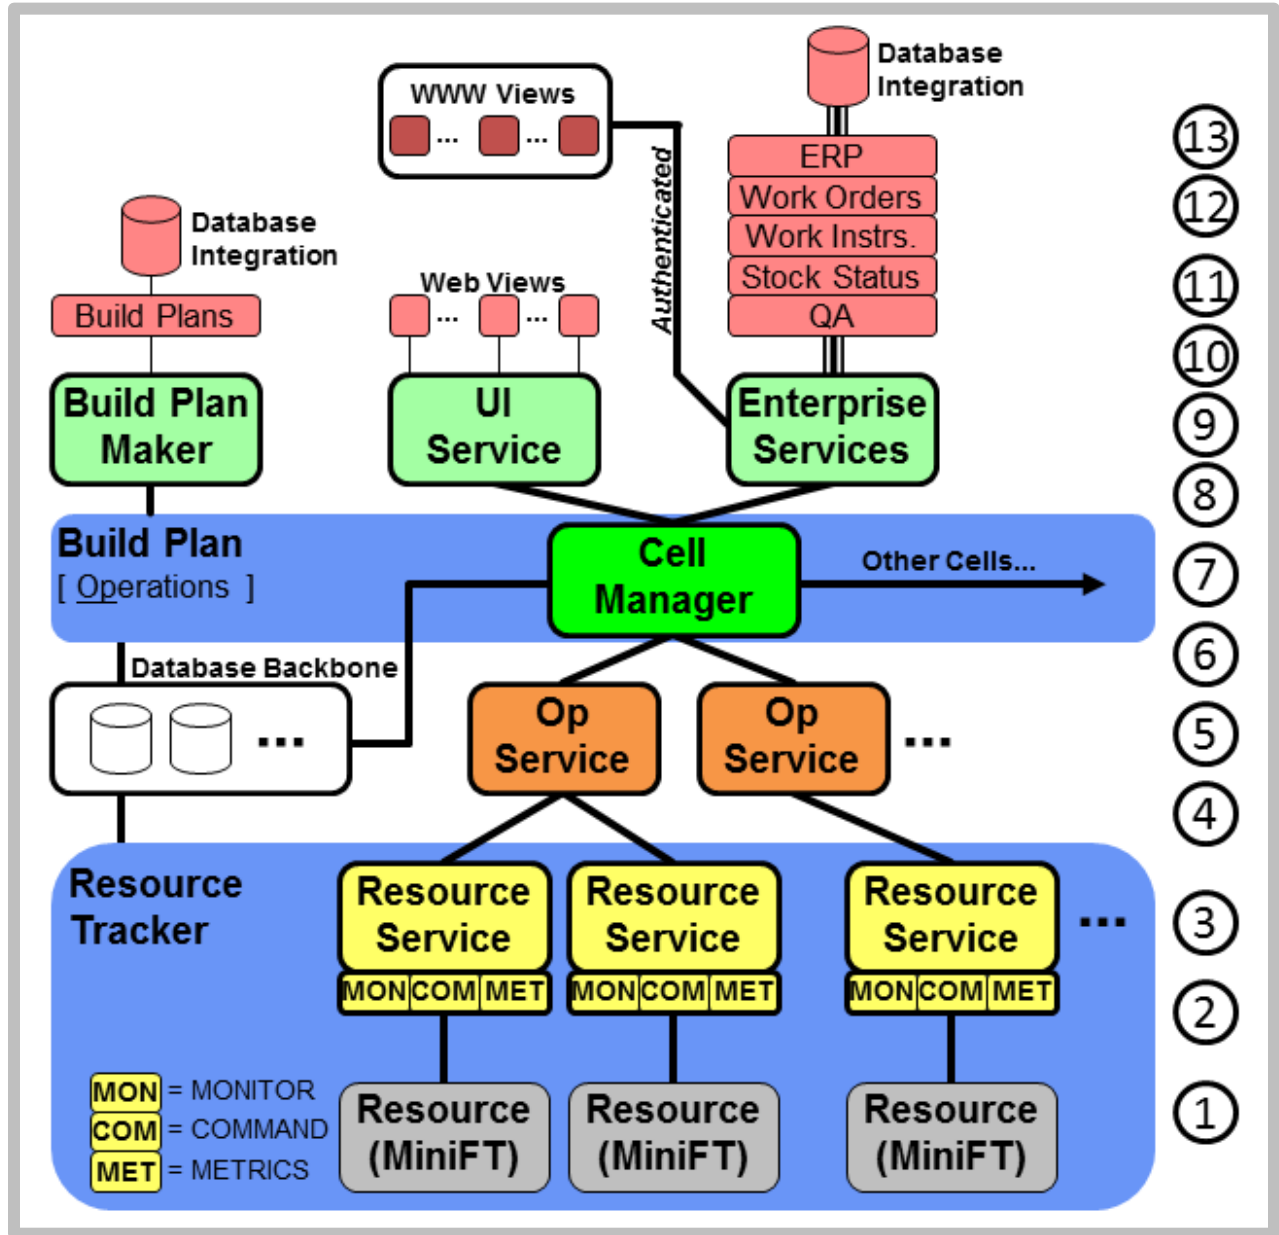 Database
Integration
13
WWW Views
... ...
ERP
Work Orders
12
Work Instrs.
Authenticated
Database
Integration
Stock Status
11
Web Views
... ...
Build Plans
QA
10
Build Plan
Maker
UI
Service
Enterprise
Services
9
8
Build Plan
[ Operations ]
Cell
Manager
Other Cells...
7
Database Backbone
6
...
Op
Service
Op
Service
...
5
4
Resource
Tracker
Resource
Service
Resource
Service
Resource
Service
...
3
MON COM MET
MON COM MET
MON COM MET
2
MON = MONITOR
COM = COMMAND
MET = METRICS
Resource
(MiniFT)
Resource
(MiniFT)
Resource
(MiniFT)
1